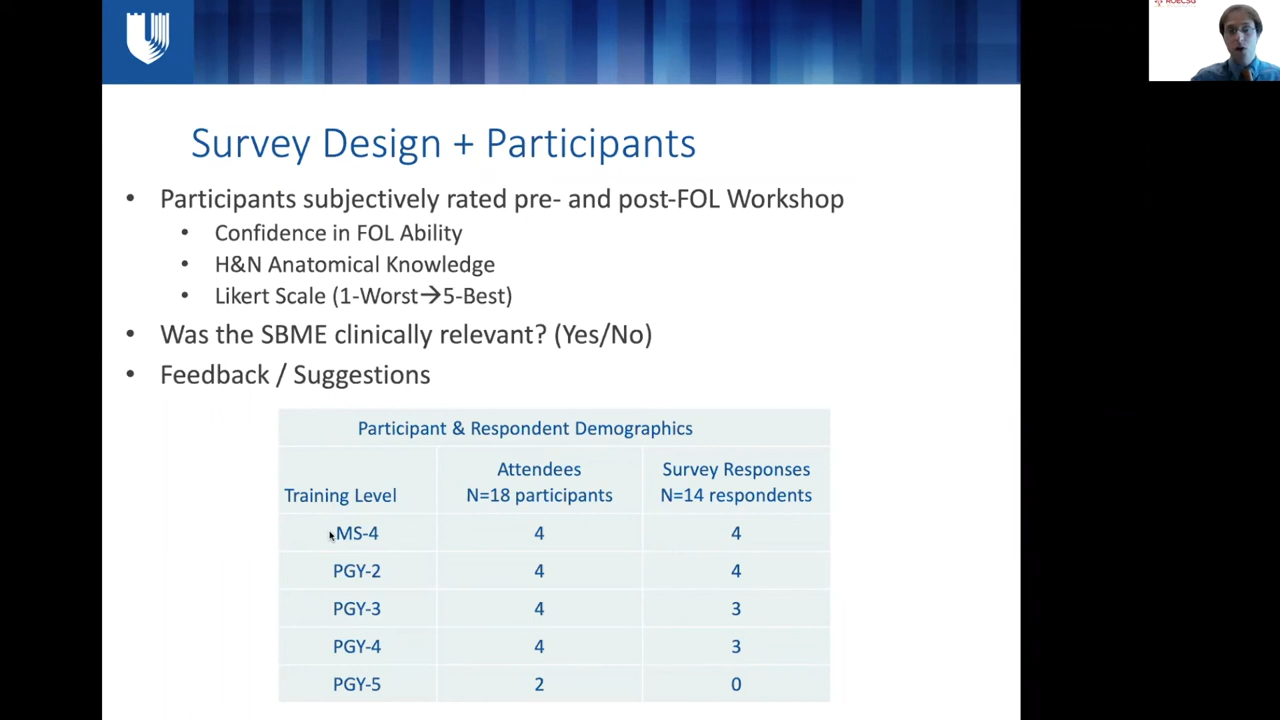 ROECSG
Survey Design + Participants
• Participants subjectively rated pre- and post-FOL Workshop
• Confidence in FOL Ability
• H&N Anatomical Knowledge
• Likert Scale (1-Worst→5-Best)
• Was the SBME clinically relevant? (Yes/No)
• Feedback / Suggestions
Participant & Respondent Demographics
Training Level Attendees N=18 participants Survey Responses N=14 respondents
MS-4 4 4
PGY-2 4 4
PGY-3 4 3
PGY-4 4 3
PGY-5 2 0